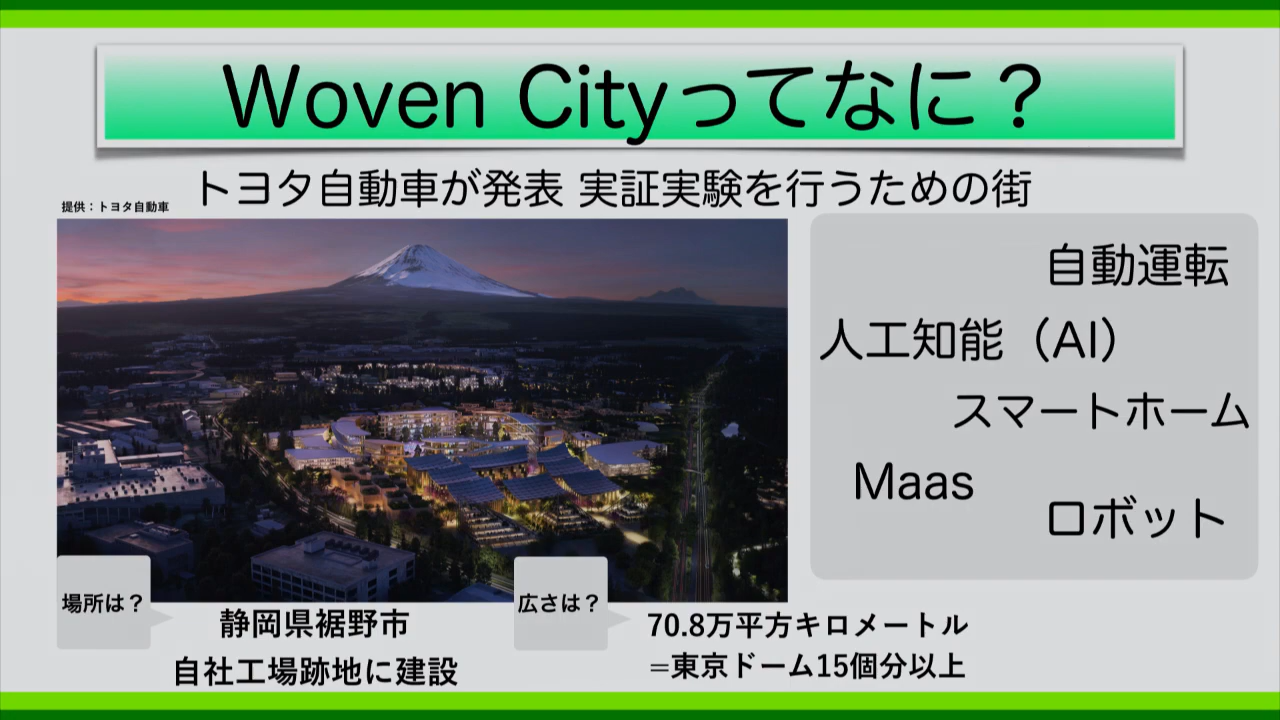 Woven Cityってなに？
トヨタ自動車が発表 実証実験を行うための街
提供：トヨタ自動車
自動運転
人工知能（AI）
スマートホーム
Maas
ロボット
場所は？
静岡県裾野市
自社工場跡地に建設
広さは？
70.8万平方キロメートル
=東京ドーム15個分以上